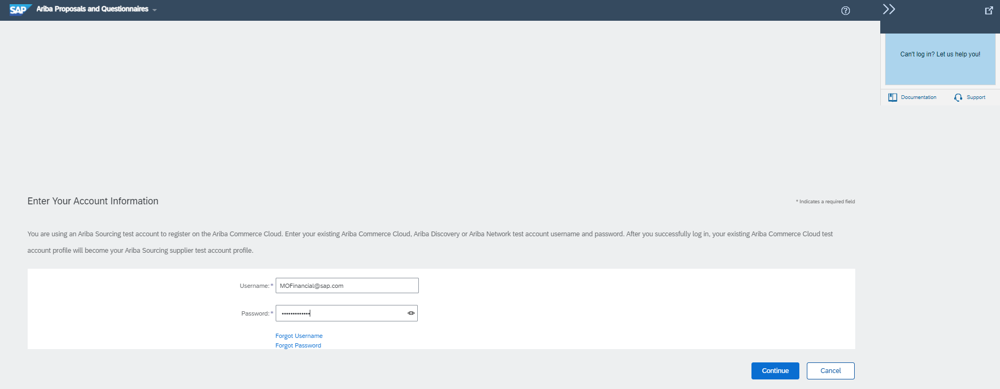 SAP Ariba Proposals and Questionnaires
Can't log in? Let us help you!
Documentation Support
Enter Your Account Information
* Indicates a required field
You are using an Ariba Sourcing test account to register on the Ariba Commerce Cloud. Enter your existing Ariba Commerce Cloud, Ariba Discovery or Ariba Network test account username and password. After you successfully log in, your existing Ariba Commerce Cloud test
account profile will become your Ariba Sourcing supplier test account profile.
Username:* MOFinancial@sap.com
Password:* •••••••••••••
Forgot Username
Forgot Password
Continue Cancel